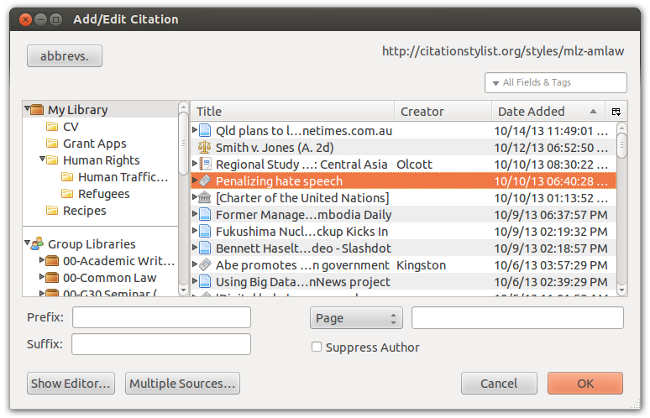 Add/Edit Citation
abbrevs.
http://citationstylist.org/styles/mlz-amlaw
All Fields & Tags
My Library
CV
Grant Apps
Human Rights
Human Traffic...
Refugees
Recipes
Group Libraries
00-Academic Writ...
00-Common Law
00-G30 Seminar (
Title Creator Date Added
Qld plans to l...netimes.com.au 10/14/13 11:49:01 ...
Smith v. Jones (A. 2d) 10/12/13 06:52:50 ...
Regional Study ...: Central Asia Olcott 10/10/13 08:30:22 ...
Penalizing hate speech 10/10/13 06:40:28 ...
[Charter of the United Nations] 10/10/13 01:13:52 ...
Former Manage...mbodia Daily 10/9/13 06:37:57 PM
Fukushima Nucl...ckup Kicks In 10/9/13 02:19:32 PM
Bennett Haselt...deo - Slashdot 10/9/13 02:18:57 PM
Abe promotes ...n government Kingston 10/6/13 03:57:29 PM
Using Big Data...nNews project 10/6/13 02:39:29 PM
Prefix:
Page
Suffix:
Suppress Author
Show Editor...
Multiple Sources...
Cancel
OK